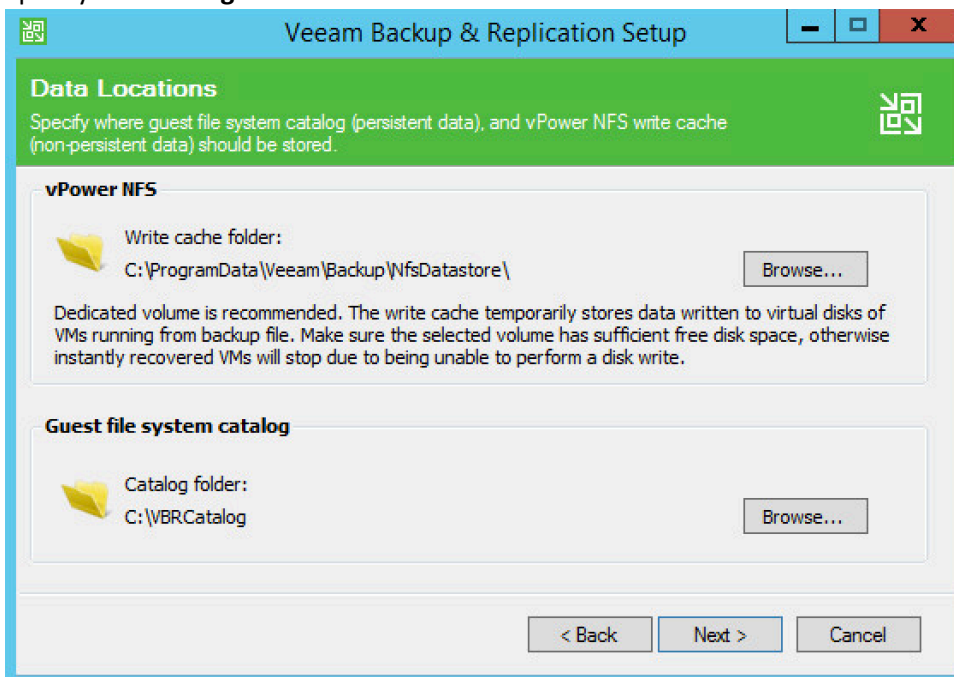 Veeam Backup & Replication Setup
Data Locations
Specify where guest file system catalog (persistent data), and vPower NFS write cache
(non-persistent data) should be stored.
vPower NFS
Write cache folder:
C:\ProgramData\Veeam\Backup\NfsDatastore\
Browse...
Dedicated volume is recommended. The write cache temporarily stores data written to virtual disks of
VMs running from backup file. Make sure the selected volume has sufficient free disk space, otherwise
instantly recovered VMs will stop due to being unable to perform a disk write.
Guest file system catalog
Catalog folder:
C:\VBRCatalog
Browse...
< Back Next > Cancel